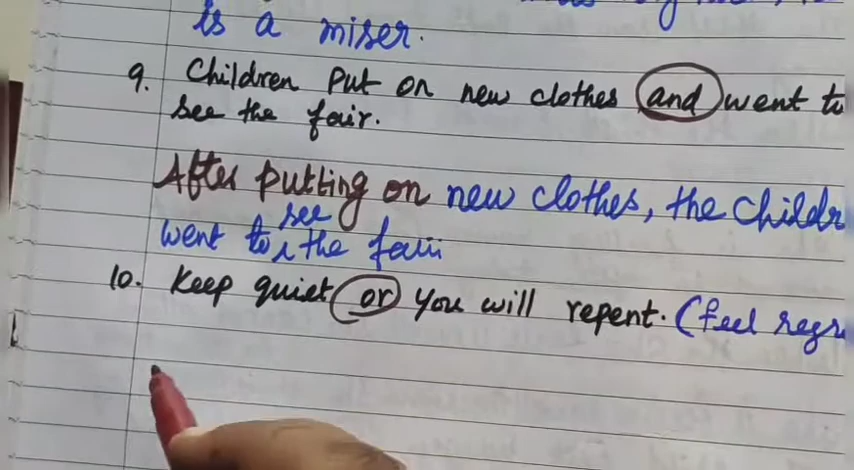 is a miser.
9. Children put on new clothes and went to
see the fair.
After putting on new clothes, the childr
see
went to the fair
10. Keep quiet or you will repent. (feel regr